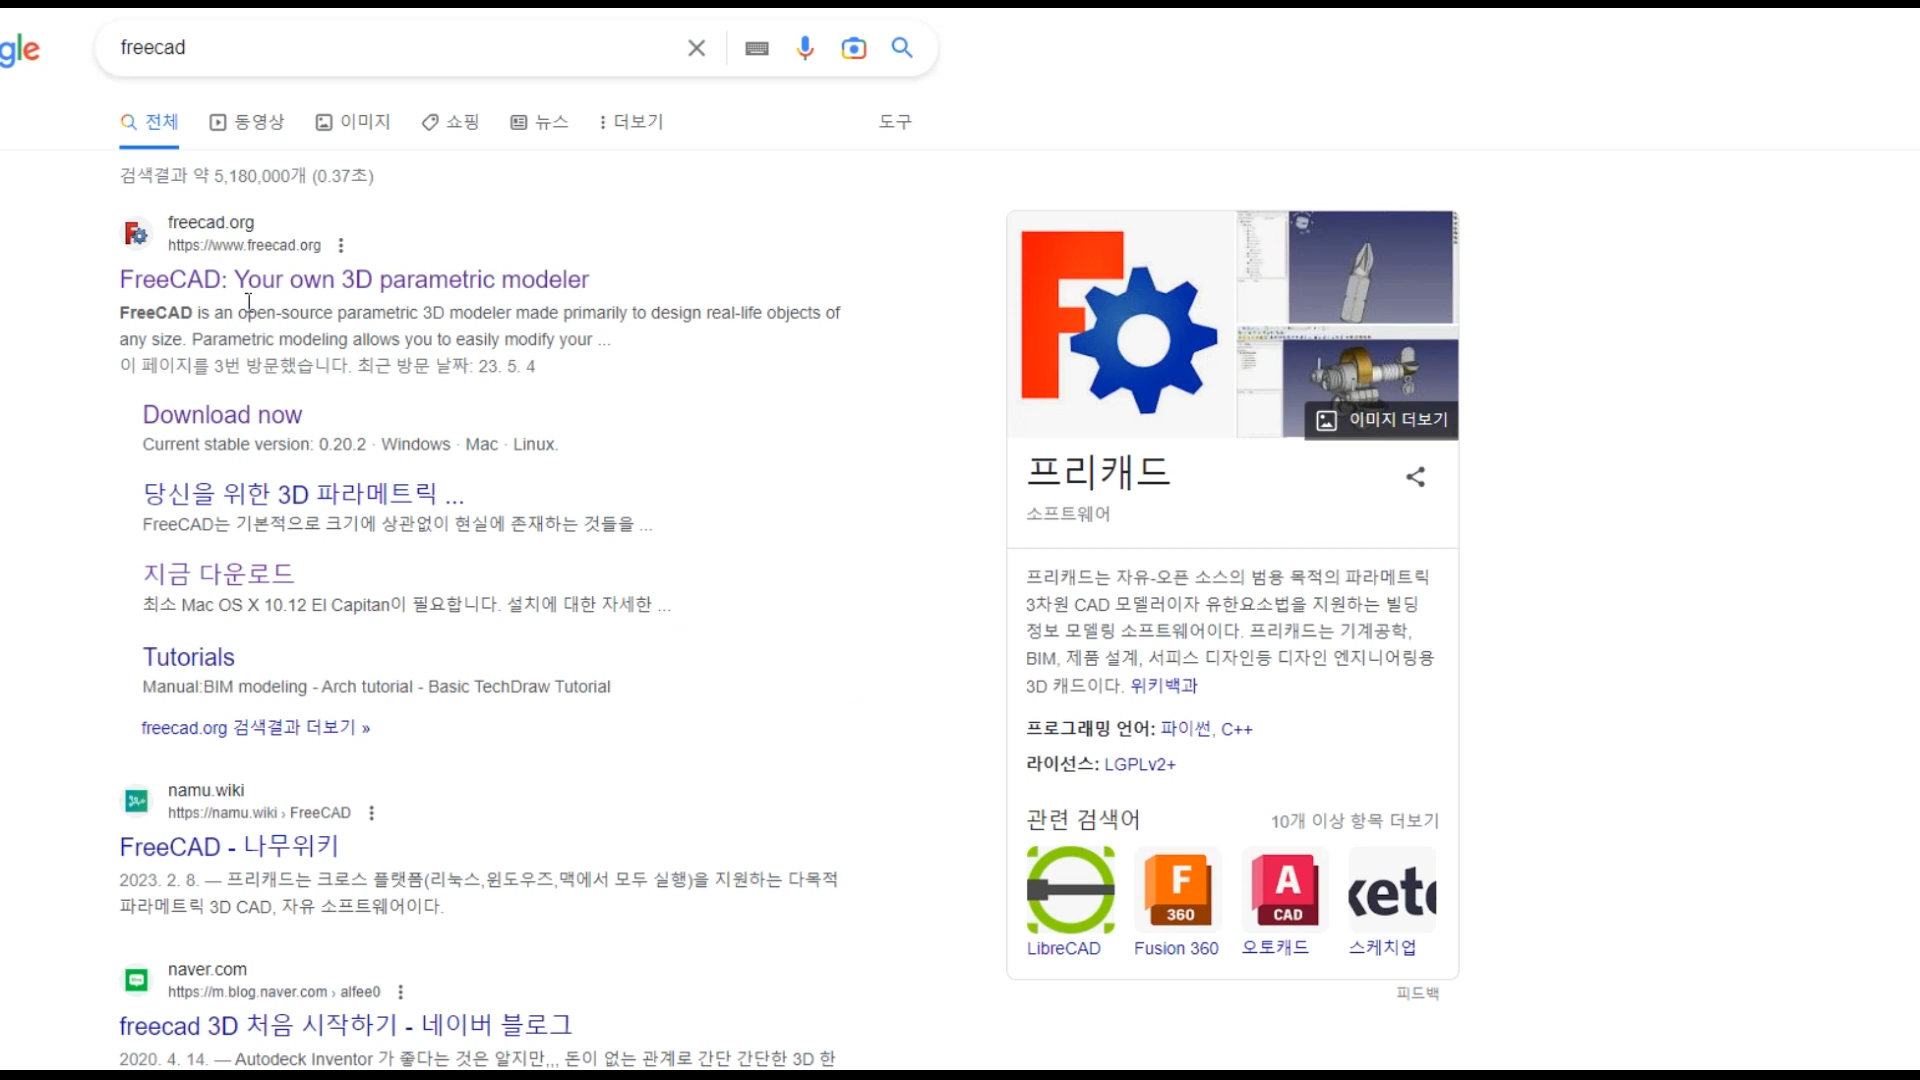 gle
freecad
전체
동영상
이미지
쇼핑
뉴스
더보기
도구
검색결과 약 5,180,000개 (0.37초)
freecad.org
https://www.freecad.org
FreeCAD: Your own 3D parametric modeler
FreeCAD is an open-source parametric 3D modeler made primarily to design real-life objects of
any size. Parametric modeling allows you to easily modify your ...
이 페이지를 3번 방문했습니다. 최근 방문 날짜: 23. 5. 4
Download now
Current stable version: 0.20.2 · Windows · Mac · Linux.
당신을 위한 3D 파라메트릭 ...
FreeCAD는 기본적으로 크기에 상관없이 현실에 존재하는 것들을 ...
지금 다운로드
최소 Mac OS X 10.12 El Capitan이 필요합니다. 설치에 대한 자세한 ...
Tutorials
Manual:BIM modeling - Arch tutorial - Basic TechDraw Tutorial
freecad.org 검색결과 더보기 »
namu.wiki
https://namu.wiki › FreeCAD
FreeCAD - 나무위키
2023. 2. 8. — 프리캐드는 크로스 플랫폼(리눅스,윈도우즈,맥에서 모두 실행)을 지원하는 다목적
파라메트릭 3D CAD, 자유 소프트웨어이다.
naver.com
https://m.blog.naver.com › alfee0
freecad 3D 처음 시작하기 - 네이버 블로그
2020. 4. 14. — Autodeck Inventor 가 좋다는 것은 알지만,,, 돈이 없는 관계로 간단 간단한 3D 한
이미지 더보기
프리캐드
소프트웨어
프리캐드는 자유-오픈 소스의 범용 목적의 파라메트릭
3차원 CAD 모델러이자 유한요소법을 지원하는 빌딩
정보 모델링 소프트웨어이다. 프리캐드는 기계공학,
BIM, 제품 설계, 서피스 디자인등 디자인 엔지니어링용
3D 캐드이다. 위키백과
프로그래밍 언어: 파이썬, C++
라이선스: LGPLv2+
관련 검색어
10개 이상 항목 더보기
F
360
A
CAD
ket
LibreCAD
Fusion 360
오토캐드
스케치업
피드백